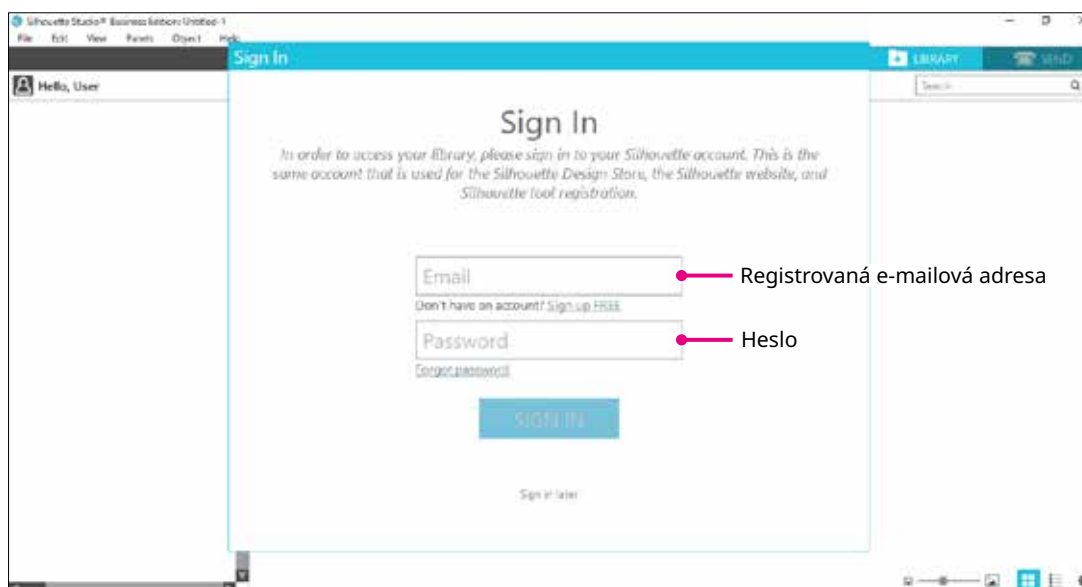 Silhouette Studio® Business Edition: Untitled-1
File Edit View Panels Object Help
Sign In
LIBRARY
SEND
Hello, User
Search
Sign In
In order to access your library, please sign in to your Silhouette account. This is the
same account that is used for the Silhouette Design Store, the Silhouette website, and
Silhouette tool registration.
Email
Registrovaná e-mailová adresa
Don't have an account? Sign up FREE
Password
Heslo
Forgot password
SIGN IN
Sign in later